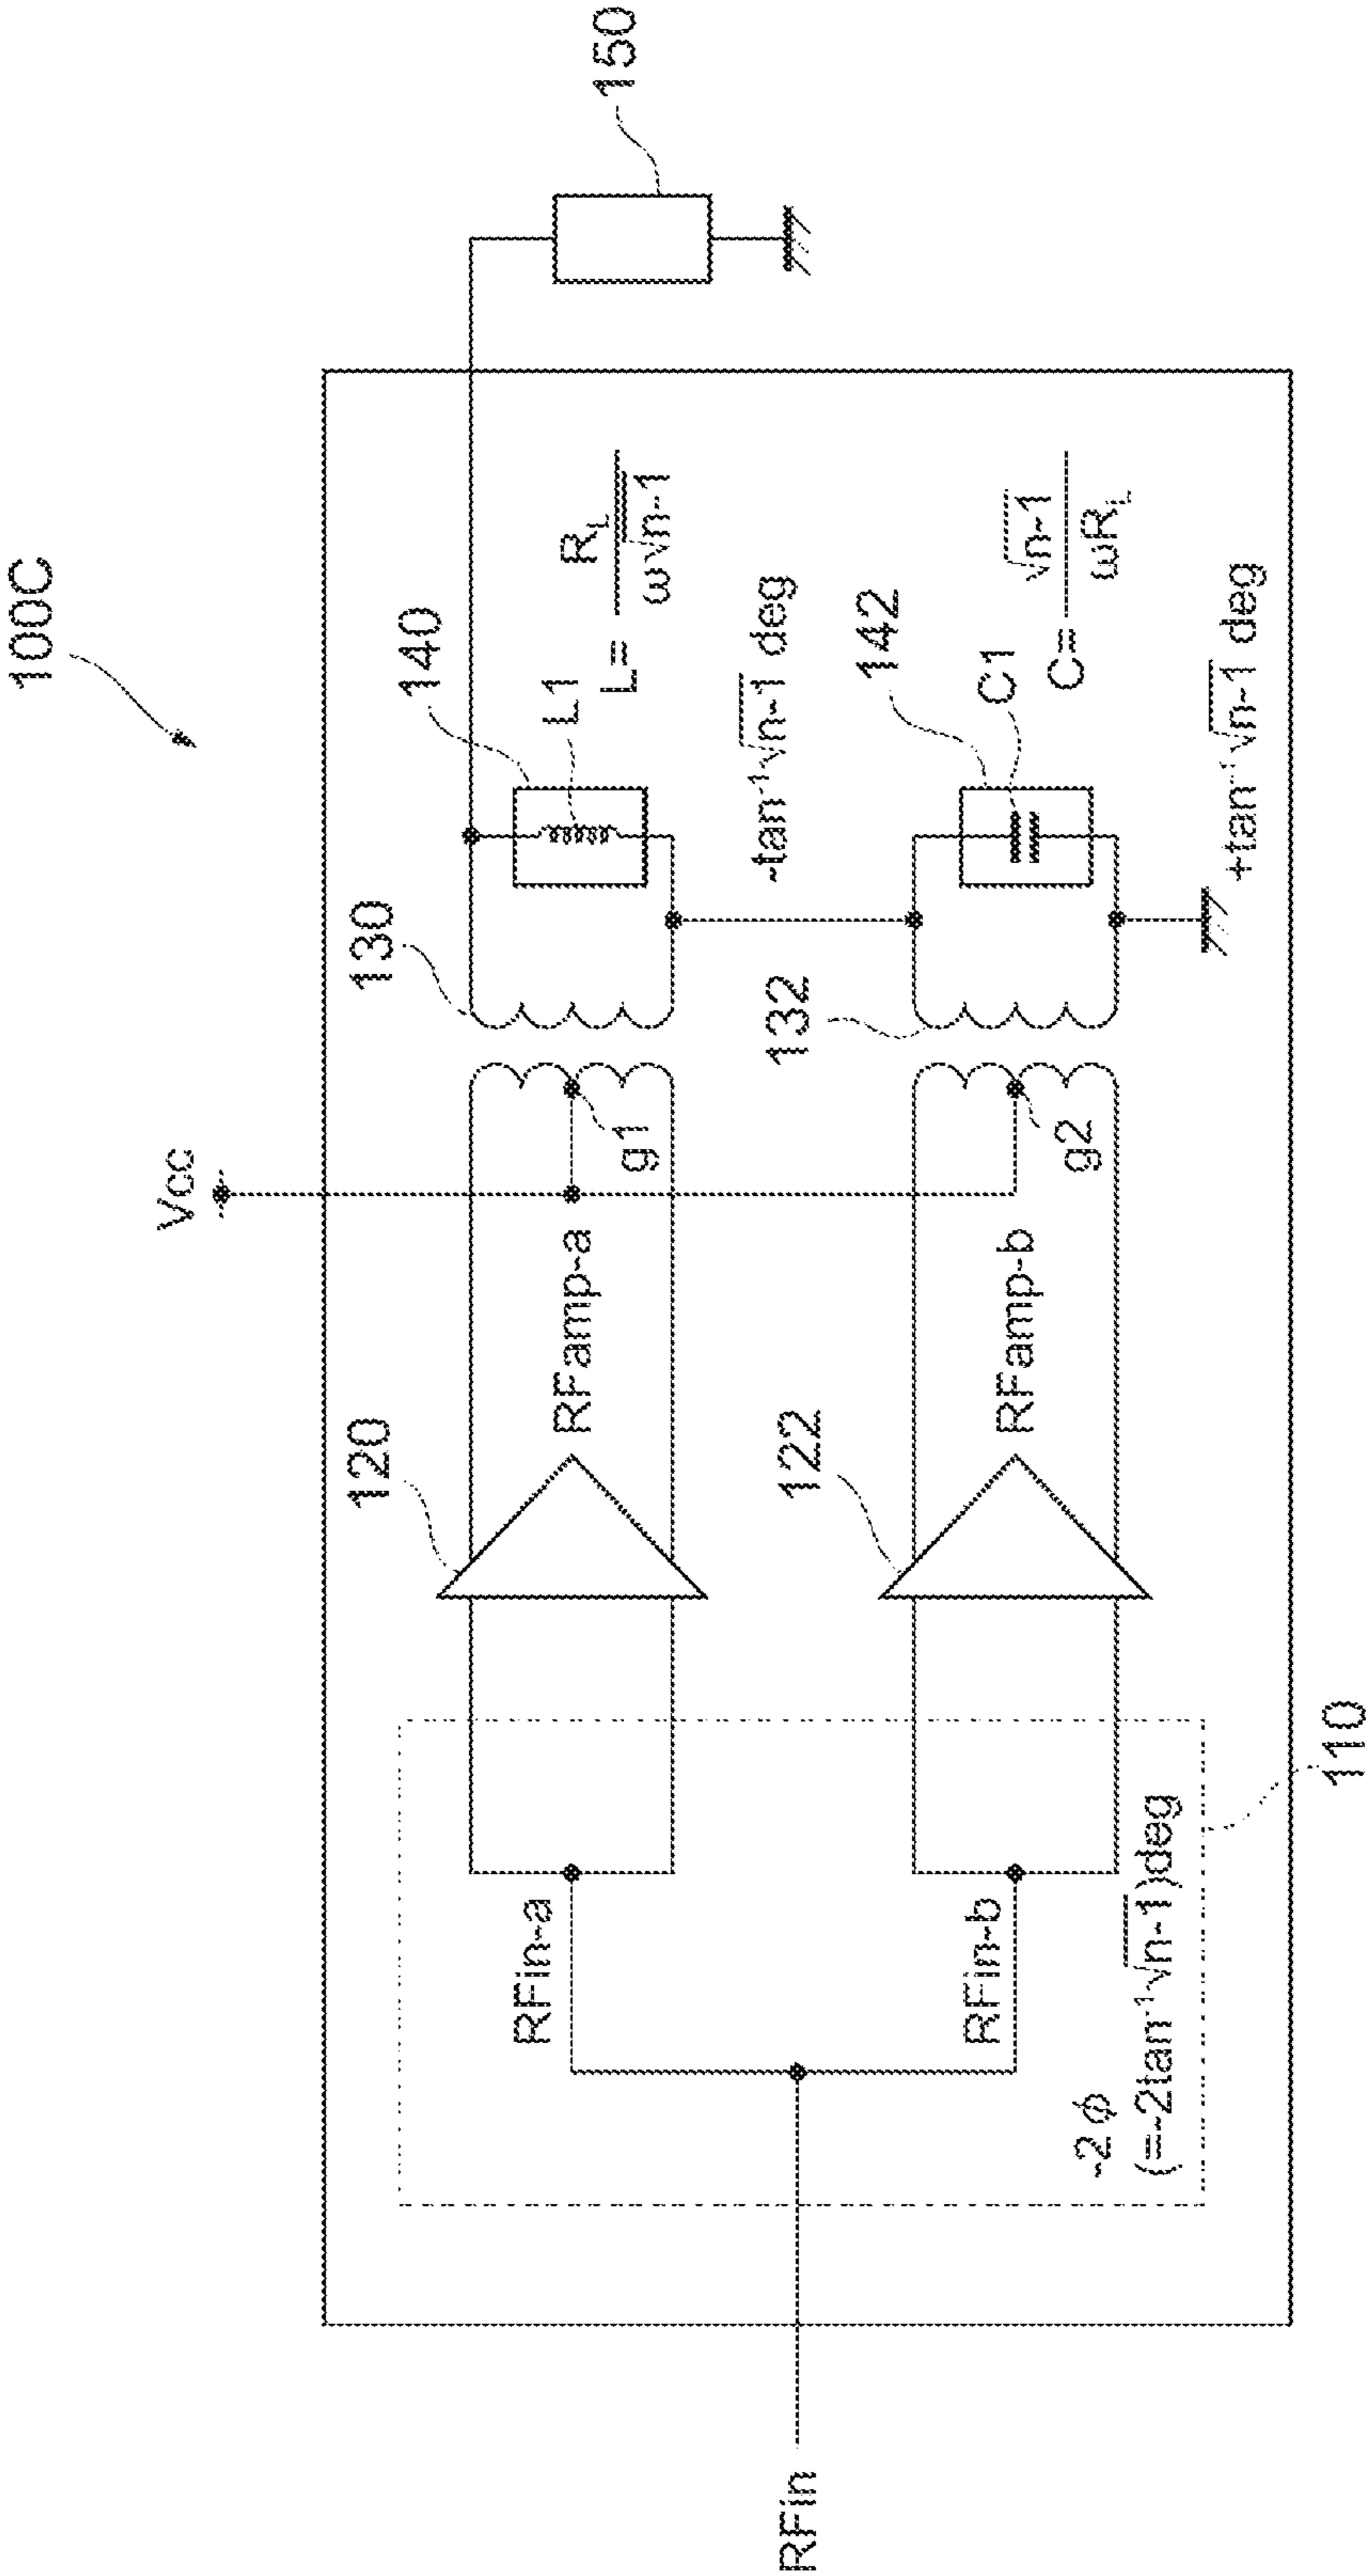 100C
Vcc
150
120
RFamp-a
g1
130
140
L1
L= R_L / ω√n-1
-tan⁻¹√n-1 deg
RFin
RFin-a
RFin-b
122
RFamp-b
g2
132
142
C1
C= √n-1 / ωR_L
+tan⁻¹√n-1 deg
-2ϕ
(=-2tan⁻¹√n-1)deg
110